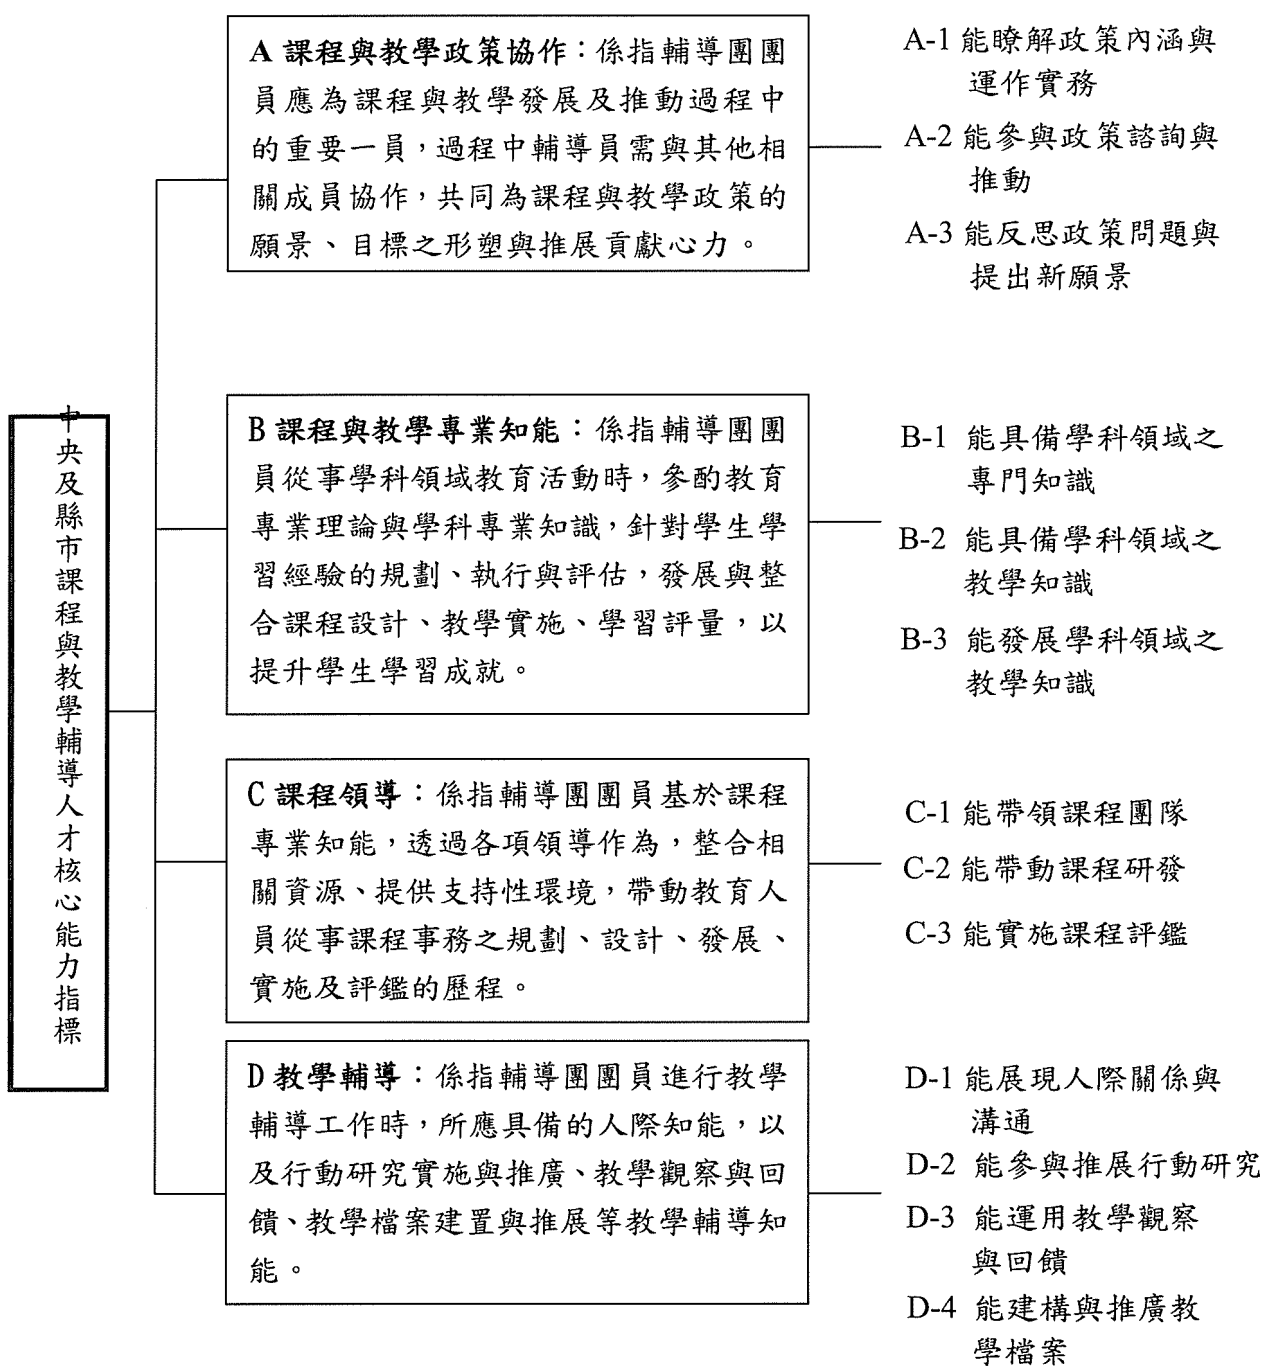 中央及縣市課程與教學輔導人才核心能力指標
A 課程與教學政策協作：係指輔導團團
員應為課程與教學發展及推動過程中
的重要一員，過程中輔導員需與其他相
關成員協作，共同為課程與教學政策的
願景、目標之形塑與推展貢獻心力。
A-1 能瞭解政策內涵與
運作實務
A-2 能參與政策諮詢與
推動
A-3 能反思政策問題與
提出新願景
B 課程與教學專業知能：係指輔導團團
員從事學科領域教育活動時，參酌教育
專業理論與學科專業知識，針對學生學
習經驗的規劃、執行與評估，發展與整
合課程設計、教學實施、學習評量，以
提升學生學習成就。
B-1 能具備學科領域之
專門知識
B-2 能具備學科領域之
教學知識
B-3 能發展學科領域之
教學知識
C 課程領導：係指輔導團團員基於課程
專業知能，透過各項領導作為，整合相
關資源、提供支持性環境，帶動教育人
員從事課程事務之規劃、設計、發展、
實施及評鑑的歷程。
C-1 能帶領課程團隊
C-2 能帶動課程研發
C-3 能實施課程評鑑
D 教學輔導：係指輔導團團員進行教學
輔導工作時，所應具備的人際知能，以
及行動研究實施與推廣、教學觀察與回
饋、教學檔案建置與推展等教學輔導知
能。
D-1 能展現人際關係與
溝通
D-2 能參與推展行動研究
D-3 能運用教學觀察
與回饋
D-4 能建構與推廣教
學檔案